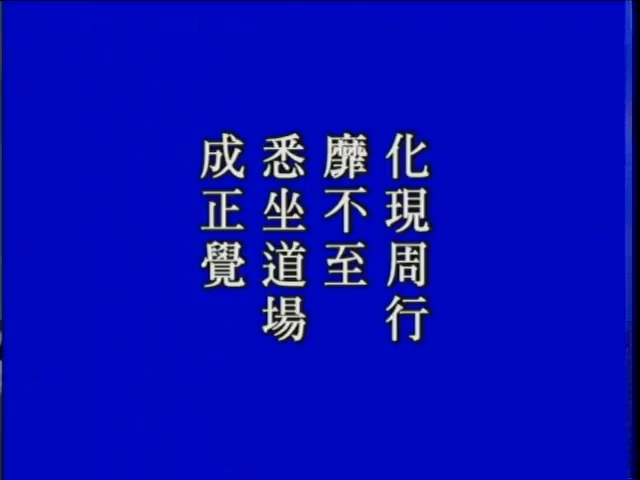 化現周行
靡不至
悉坐道場
成正覺